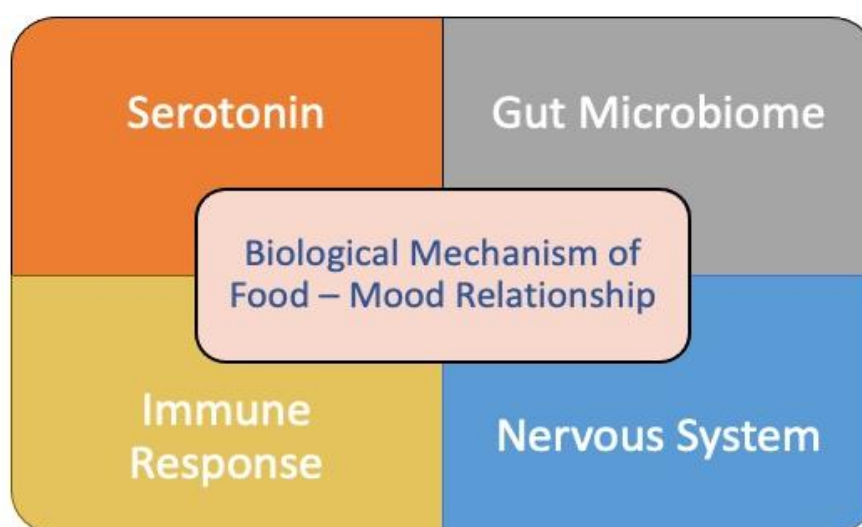 Serotonin
Gut Microbiome
Biological Mechanism of
Food – Mood Relationship
Immune
Response
Nervous System